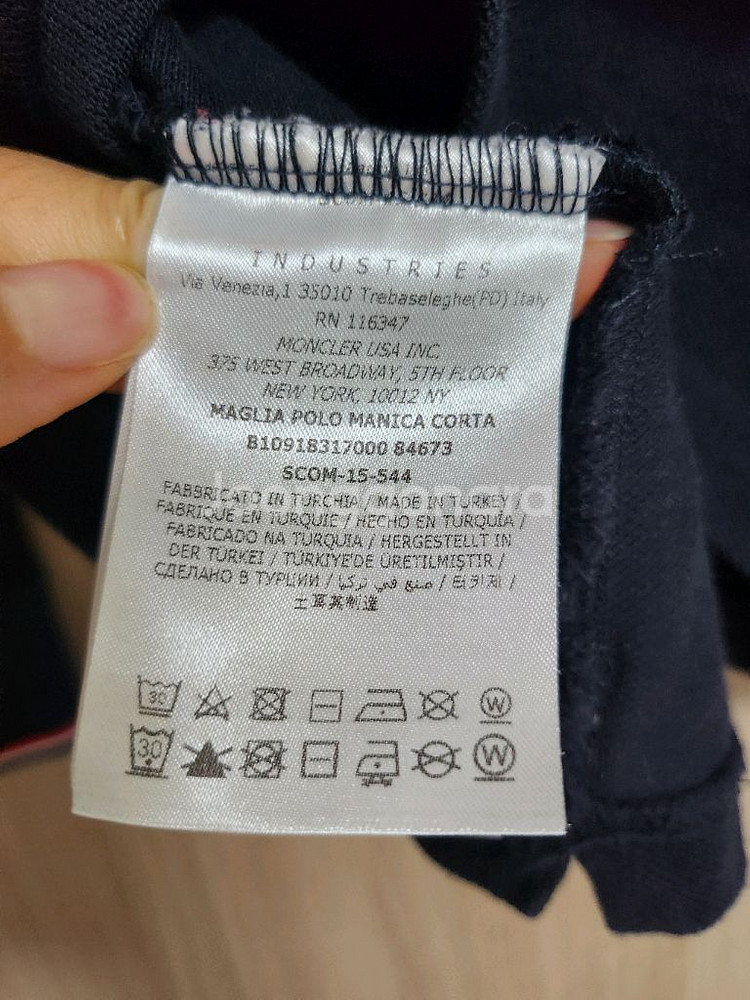 INDUSTRIES
Via Venezia,1 35010 Trebaseleghe(PD) Italy
RN 116347
MONCLER USA INC
375 WEST BROADWAY, 5TH FLOOR
NEW YORK, 10012 NY
MAGLIA POLO MANICA CORTA
B10918317000 84673
SCOM-15-544
FABBRICATO IN TURCHIA / MADE IN TURKEY /
FABRIQUE EN TURQUIE / HECHO EN TURQUÍA /
FABRICADO NA TURQUIA / HERGESTELLT IN
DER TÜRKEI / TÜRKIYE'DE ÜRETILMIŞTIR /
СДЕЛАНО В ТУРЦИИ / صنع في تركيا / 터키제 /
土耳其制造
30 W
30 W